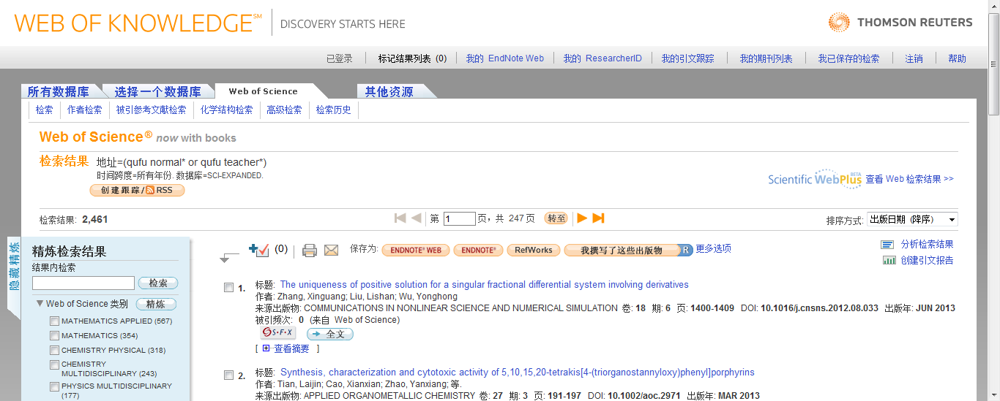 WEB OF KNOWLEDGE℠ DISCOVERY STARTS HERE THOMSON REUTERS
已登录 标记结果列表 (0) 我的 EndNote Web 我的 ResearcherID 我的引文跟踪 我的期刊列表 我已保存的检索 注销 帮助
所有数据库 选择一个数据库 Web of Science 其他资源
检索 作者检索 被引参考文献检索 化学结构检索 高级检索 检索历史
Web of Science® now with books
检索结果 地址=(qufu normal* or qufu teacher*)
时间跨度=所有年份. 数据库=SCI-EXPANDED.
创建跟踪/ RSS
Scientific WebPlus BETA 查看 Web 检索结果 >>
检索结果: 2,461 第 1 页，共 247 页 转至 排序方式: 出版日期 (降序)
隐藏精炼
精炼检索结果
结果内检索
检索
Web of Science 类别 精炼
MATHEMATICS APPLIED (567)
MATHEMATICS (354)
CHEMISTRY PHYSICAL (318)
CHEMISTRY
MULTIDISCIPLINARY (243)
PHYSICS MULTIDISCIPLINARY
(177)
(0) 保存为: ENDNOTE® WEB ENDNOTE® RefWorks 我撰写了这些出版物 R 更多选项
分析检索结果
创建引文报告
1. 标题: The uniqueness of positive solution for a singular fractional differential system involving derivatives
作者: Zhang, Xinguang; Liu, Lishan; Wu, Yonghong
来源出版物: COMMUNICATIONS IN NONLINEAR SCIENCE AND NUMERICAL SIMULATION 卷: 18 期: 6 页: 1400-1409 DOI: 10.1016/j.cnsns.2012.08.033 出版年: JUN 2013
被引频次: 0 (来自 Web of Science)
S·F·X 全文
[ 查看摘要 ]
2. 标题: Synthesis, characterization and cytotoxic activity of 5,10,15,20-tetrakis[4-(triorganostannyloxy)phenyl]porphyrins
作者: Tian, Laijin; Cao, Xianxian; Zhao, Yanxiang; 等.
来源出版物: APPLIED ORGANOMETALLIC CHEMISTRY 卷: 27 期: 3 页: 191-197 DOI: 10.1002/aoc.2971 出版年: MAR 2013